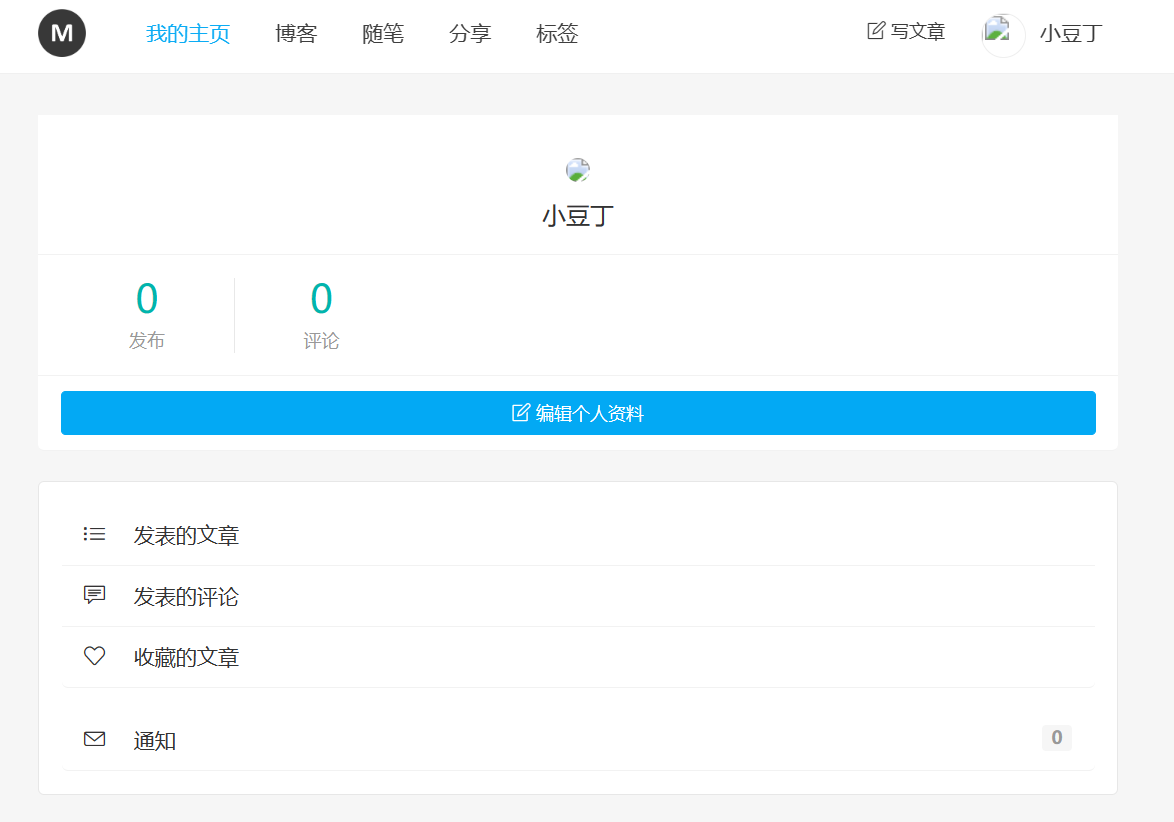 M 我的主页 博客 随笔 分享 标签 写文章 小豆丁
小豆丁
0 0
发布 评论
编辑个人资料
发表的文章
发表的评论
收藏的文章
通知 0